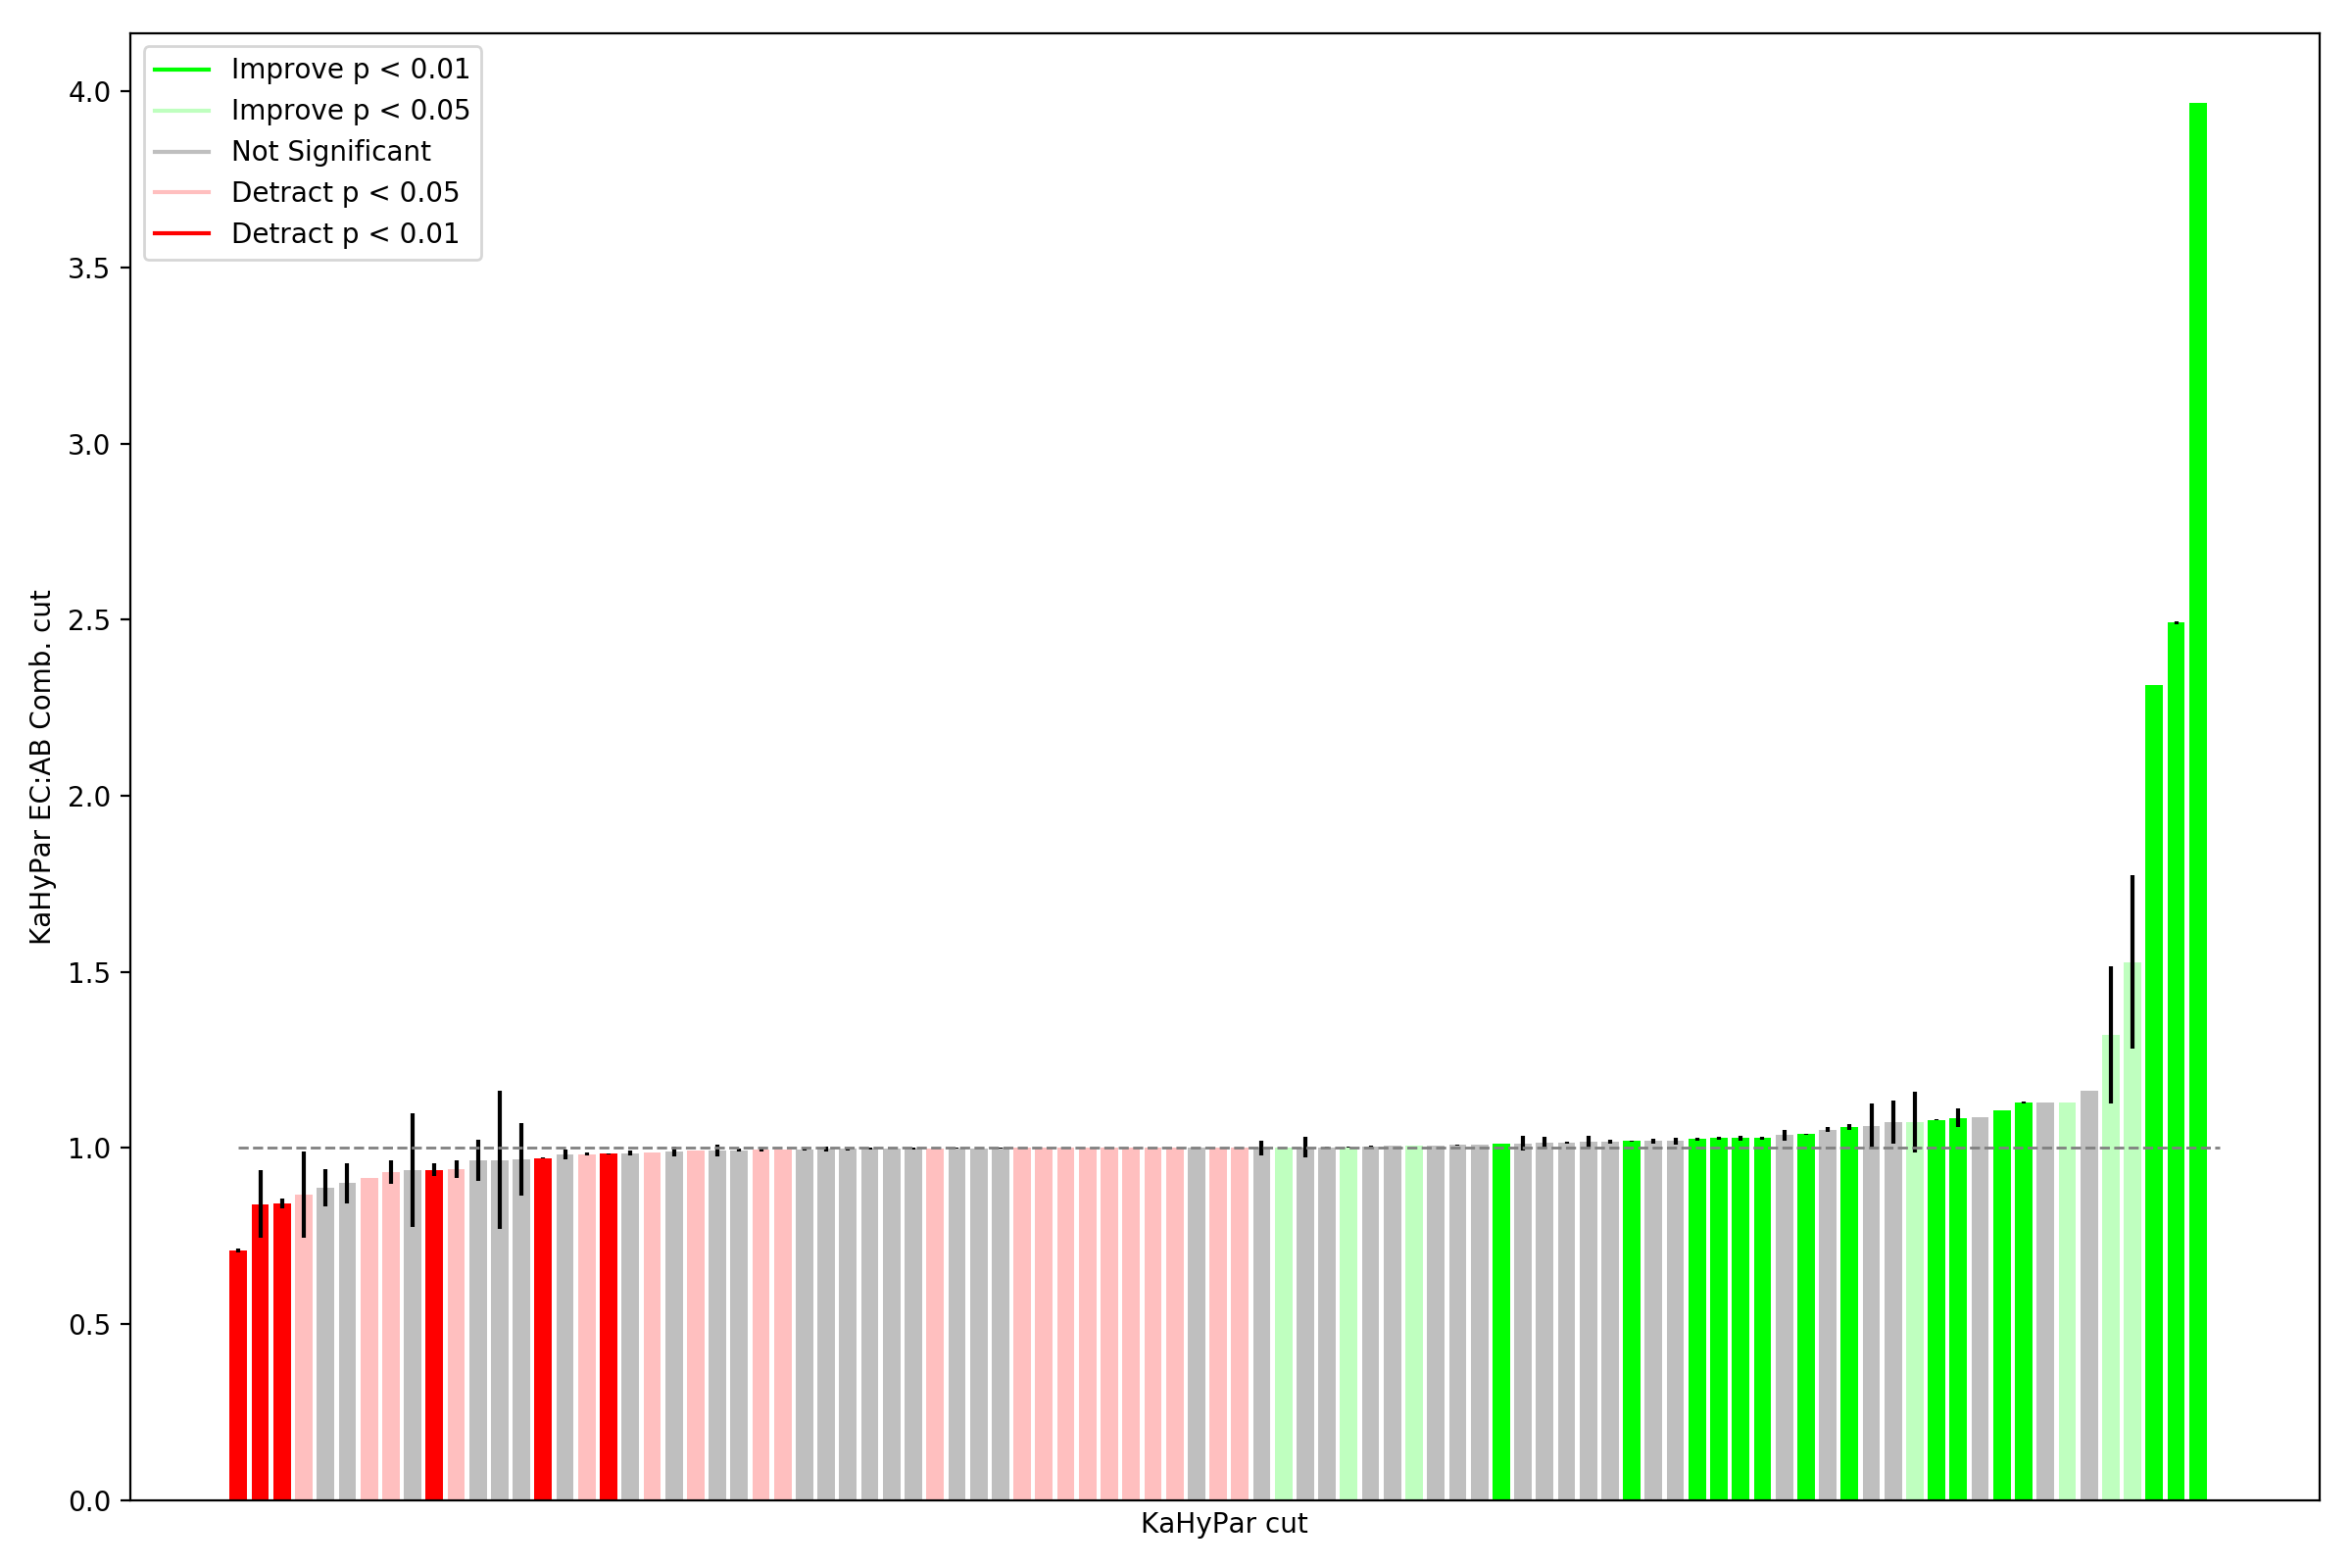 Improve p < 0.01
Improve p < 0.05
Not Significant
Detract p < 0.05
Detract p < 0.01
4.0
3.5
3.0
2.5
2.0
1.5
1.0
0.5
0.0
KaHyPar EC:AB Comb. cut
KaHyPar cut